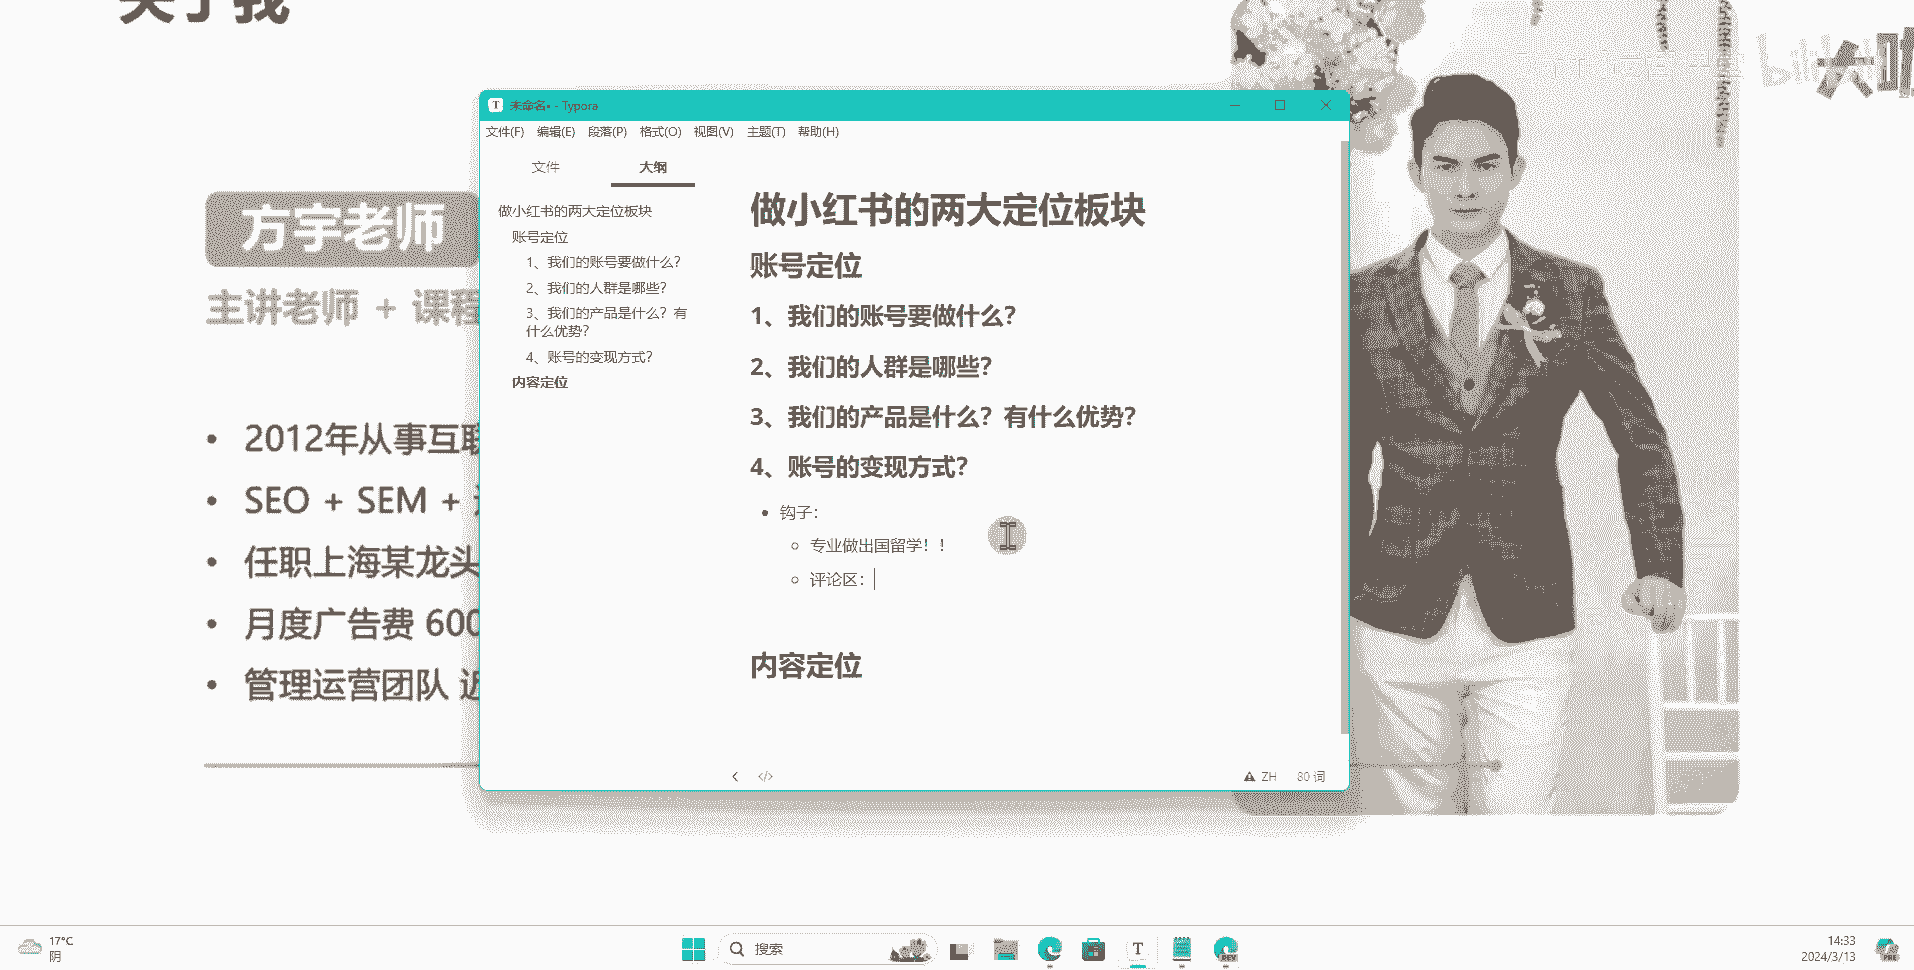 关于我
bili
大咖
方宇老师
主讲老师 + 课程
2012年从事互联
SEO + SEM +
任职上海某龙头
月度广告费 600
管理运营团队 近
未命名• - Typora
文件(F) 编辑(E) 段落(P) 格式(O) 视图(V) 主题(T) 帮助(H)
文件 大纲
做小红书的两大定位板块
账号定位
1、我们的账号要做什么？
2、我们的人群是哪些？
3、我们的产品是什么？有
什么优势？
4、账号的变现方式？
内容定位
做小红书的两大定位板块
账号定位
1、我们的账号要做什么？
2、我们的人群是哪些？
3、我们的产品是什么？有什么优势？
4、账号的变现方式？
钩子：
专业做出国留学！！
评论区：
内容定位
ZH 80 词
17°C
阴
搜索
T
DEV
14:33
2024/3/13
PRE